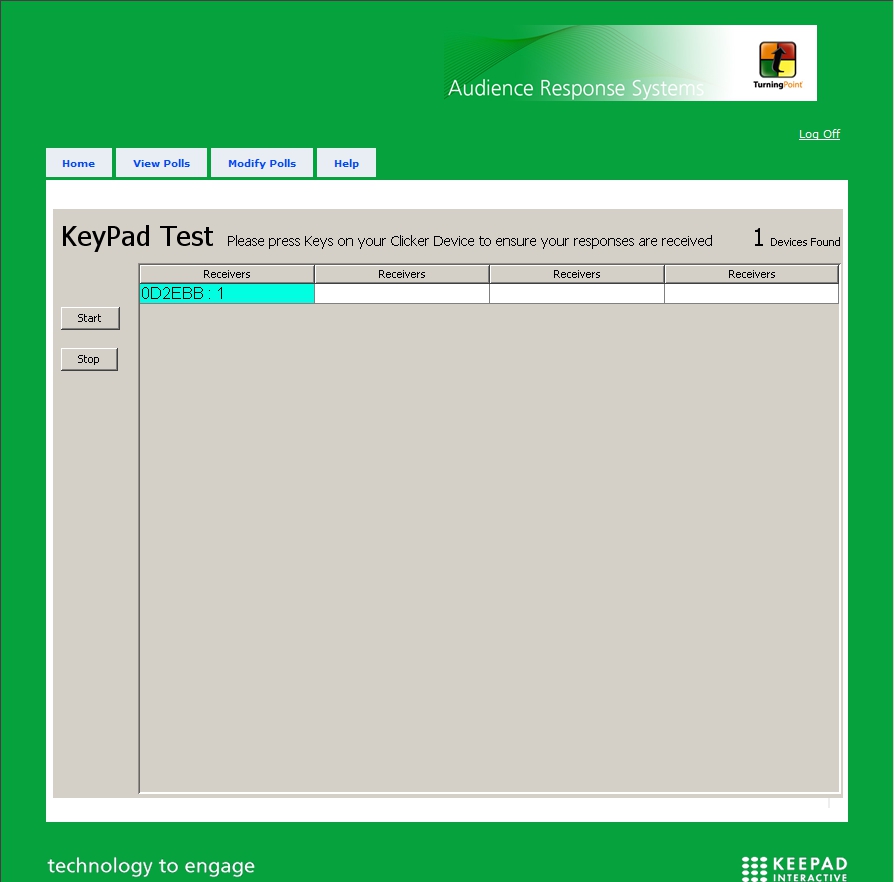 Audience Response Systems
TurningPoint
Log Off
Home View Polls Modify Polls Help
KeyPad Test Please press Keys on your Clicker Device to ensure your responses are received 1 Devices Found
Receivers Receivers Receivers Receivers
0D2EBB : 1
Start
Stop
technology to engage
KEEPAD
INTERACTIVE